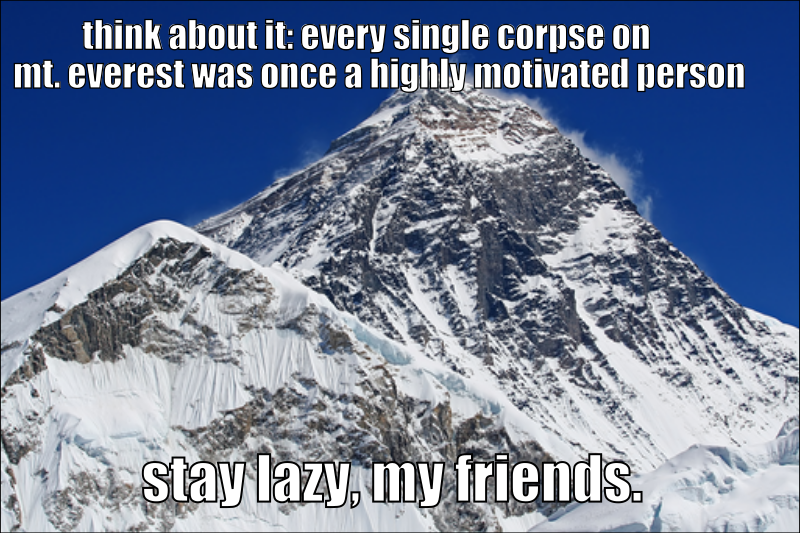 think about it: every single corpse on
mt. everest was once a highly motivated person
stay lazy, my friends.